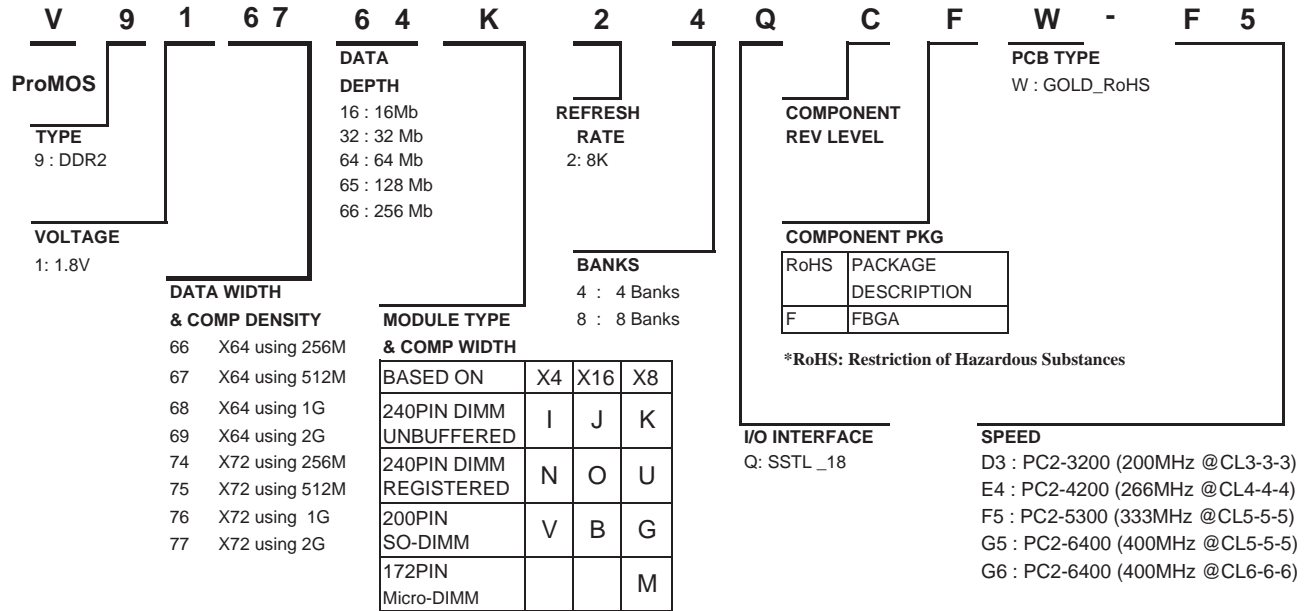 V 9 1 6 7 6 4 K 2 4 Q C F W - F 5
ProMOS
TYPE
9 : DDR2
VOLTAGE
1: 1.8V
DATA WIDTH
& COMP DENSITY
66 X64 using 256M
67 X64 using 512M
68 X64 using 1G
69 X64 using 2G
74 X72 using 256M
75 X72 using 512M
76 X72 using 1G
77 X72 using 2G
DATA
DEPTH
16 : 16Mb
32 : 32 Mb
64 : 64 Mb
65 : 128 Mb
66 : 256 Mb
MODULE TYPE
& COMP WIDTH
BASED ON X4 X16 X8
240PIN DIMM
UNBUFFERED I J K
240PIN DIMM
REGISTERED N O U
200PIN
SO-DIMM V B G
172PIN
Micro-DIMM M
REFRESH
RATE
2: 8K
BANKS
4 : 4 Banks
8 : 8 Banks
I/O INTERFACE
Q: SSTL _18
COMPONENT
REV LEVEL
COMPONENT PKG
RoHS PACKAGE
DESCRIPTION
F FBGA
*RoHS: Restriction of Hazardous Substances
PCB TYPE
W : GOLD_RoHS
SPEED
D3 : PC2-3200 (200MHz @CL3-3-3)
E4 : PC2-4200 (266MHz @CL4-4-4)
F5 : PC2-5300 (333MHz @CL5-5-5)
G5 : PC2-6400 (400MHz @CL5-5-5)
G6 : PC2-6400 (400MHz @CL6-6-6)